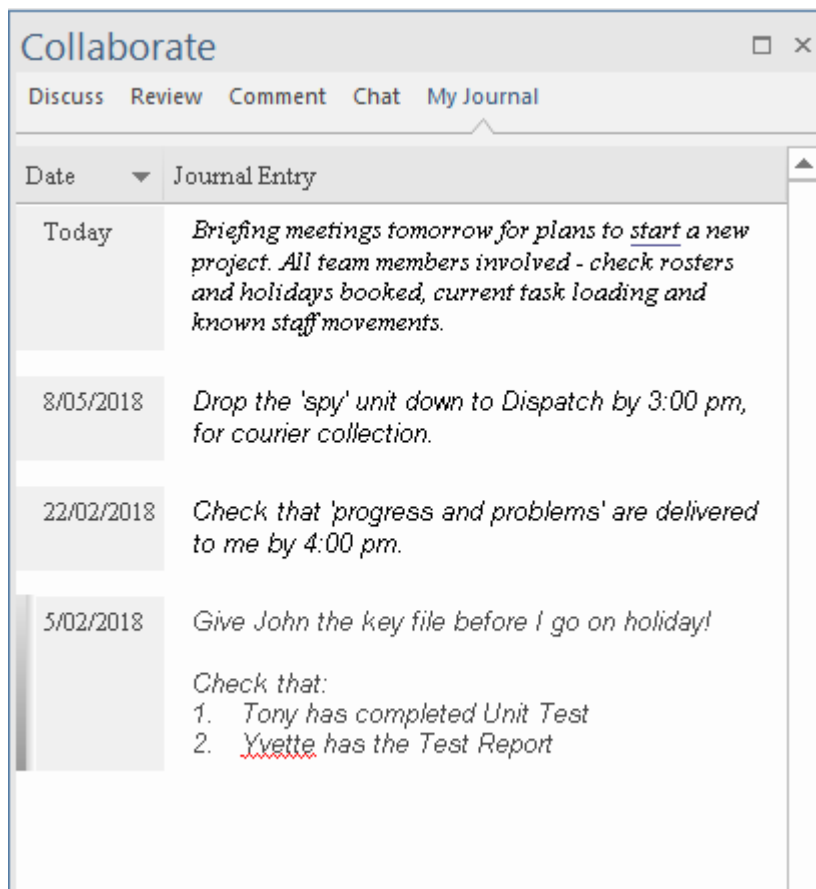 Collaborate
Discuss Review Comment Chat My Journal
Date Journal Entry
Today Briefing meetings tomorrow for plans to start a new
project. All team members involved - check rosters
and holidays booked, current task loading and
known staff movements.
8/05/2018 Drop the 'spy' unit down to Dispatch by 3:00 pm,
for courier collection.
22/02/2018 Check that 'progress and problems' are delivered
to me by 4:00 pm.
5/02/2018 Give John the key file before I go on holiday!
Check that:
1. Tony has completed Unit Test
2. Yvette has the Test Report